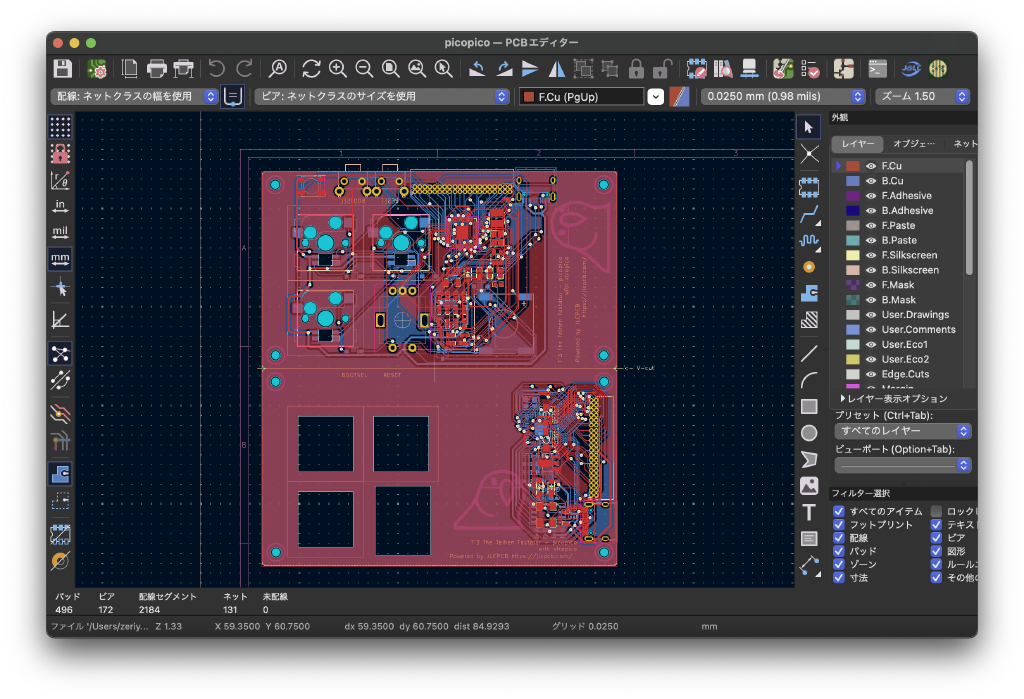 picopico — PCBエディター
配線: ネットクラスの幅を使用
ビア: ネットクラスのサイズを使用
F.Cu (PgUp)
0.0250 mm (0.98 mils)
ズーム 1.50
外観
レイヤー
オブジェ…
ネット
F.Cu
B.Cu
F.Adhesive
B.Adhesive
F.Paste
B.Paste
F.Silkscreen
B.Silkscreen
F.Mask
B.Mask
User.Drawings
User.Comments
User.Eco1
User.Eco2
Edge.Cuts
Margin
レイヤー表示オプション
プリセット (Ctrl+Tab):
すべてのレイヤー
ビューポート (Option+Tab):
フィルター選択
すべてのアイテム
ロック
フットプリント
テキスト
配線
ビア
パッド
図形
ゾーン
ルール
寸法
その他
in
mil
mm
1
2
3
A
B
BOOTSEL
RESET
<- V-cut
Powered by JLCPCB https://jlcpcb.com/
パッド
ビア
配線セグメント
ネット
未配線
496
172
2184
131
0
ファイル '/Users/zeriy...
Z 1.33
X 59.3500 Y 60.7500
dx 59.3500 dy 60.7500 dist 84.9293
グリッド 0.0250
mm